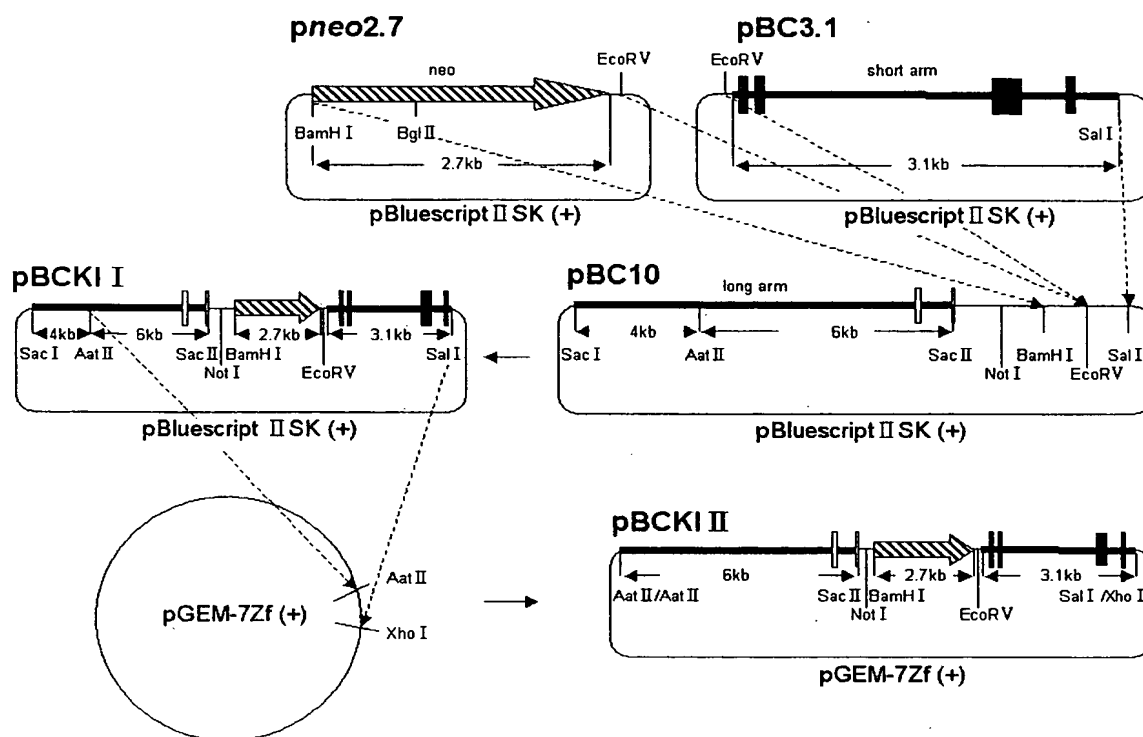 pneo2.7
pBC3.1
EcoR V
EcoR V
neo
short arm
BamH I
Bgl II
Sal I
2.7kb
3.1kb
pBluescript II SK (+)
pBluescript II SK (+)
pBCKI I
pBC10
long arm
4kb
6kb
2.7kb
3.1kb
4kb
6kb
Sac I
Aat II
Sac II
BamH I
Sal I
Not I
EcoR V
Sac I
Aat II
Sac II
BamH I
Sal I
Not I
EcoR V
pBluescript II SK (+)
pBluescript II SK (+)
pBCKI II
Aat II
pGEM-7Zf (+)
Xho I
6kb
2.7kb
3.1kb
Aat II/Aat II
Sac II
BamH I
Sal I /Xho I
Not I
EcoR V
pGEM-7Zf (+)